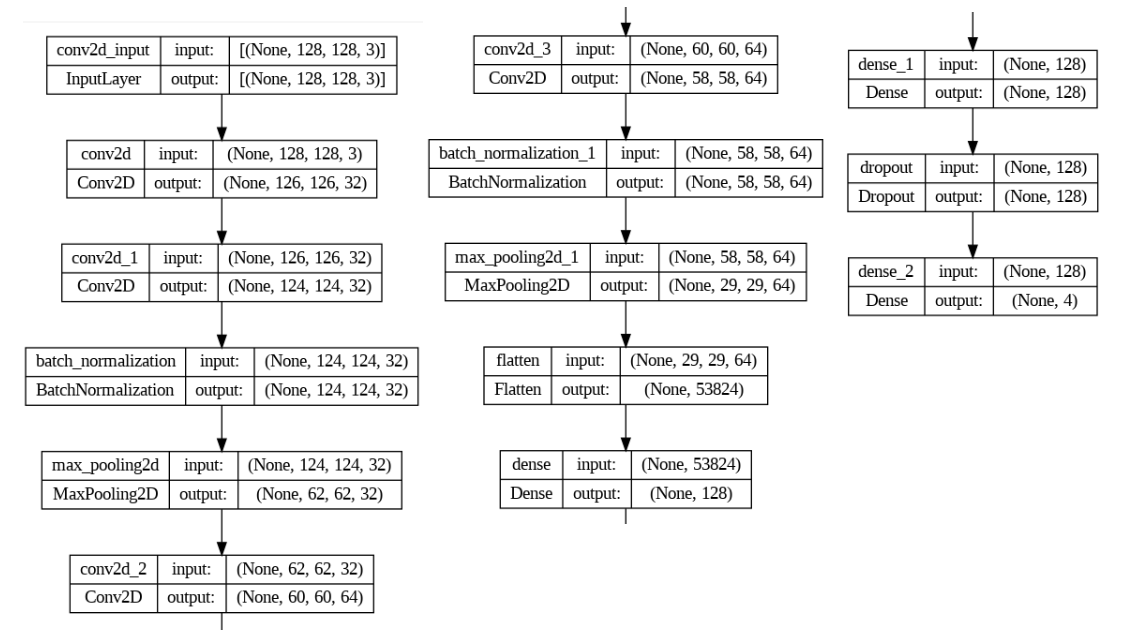 conv2d_input input: [(None, 128, 128, 3)]
InputLayer output: [(None, 128, 128, 3)]
conv2d input: (None, 128, 128, 3)
Conv2D output: (None, 126, 126, 32)
conv2d_1 input: (None, 126, 126, 32)
Conv2D output: (None, 124, 124, 32)
batch_normalization input: (None, 124, 124, 32)
BatchNormalization output: (None, 124, 124, 32)
max_pooling2d input: (None, 124, 124, 32)
MaxPooling2D output: (None, 62, 62, 32)
conv2d_2 input: (None, 62, 62, 32)
Conv2D output: (None, 60, 60, 64)
conv2d_3 input: (None, 60, 60, 64)
Conv2D output: (None, 58, 58, 64)
batch_normalization_1 input: (None, 58, 58, 64)
BatchNormalization output: (None, 58, 58, 64)
max_pooling2d_1 input: (None, 58, 58, 64)
MaxPooling2D output: (None, 29, 29, 64)
flatten input: (None, 29, 29, 64)
Flatten output: (None, 53824)
dense input: (None, 53824)
Dense output: (None, 128)
dense_1 input: (None, 128)
Dense output: (None, 128)
dropout input: (None, 128)
Dropout output: (None, 128)
dense_2 input: (None, 128)
Dense output: (None, 4)